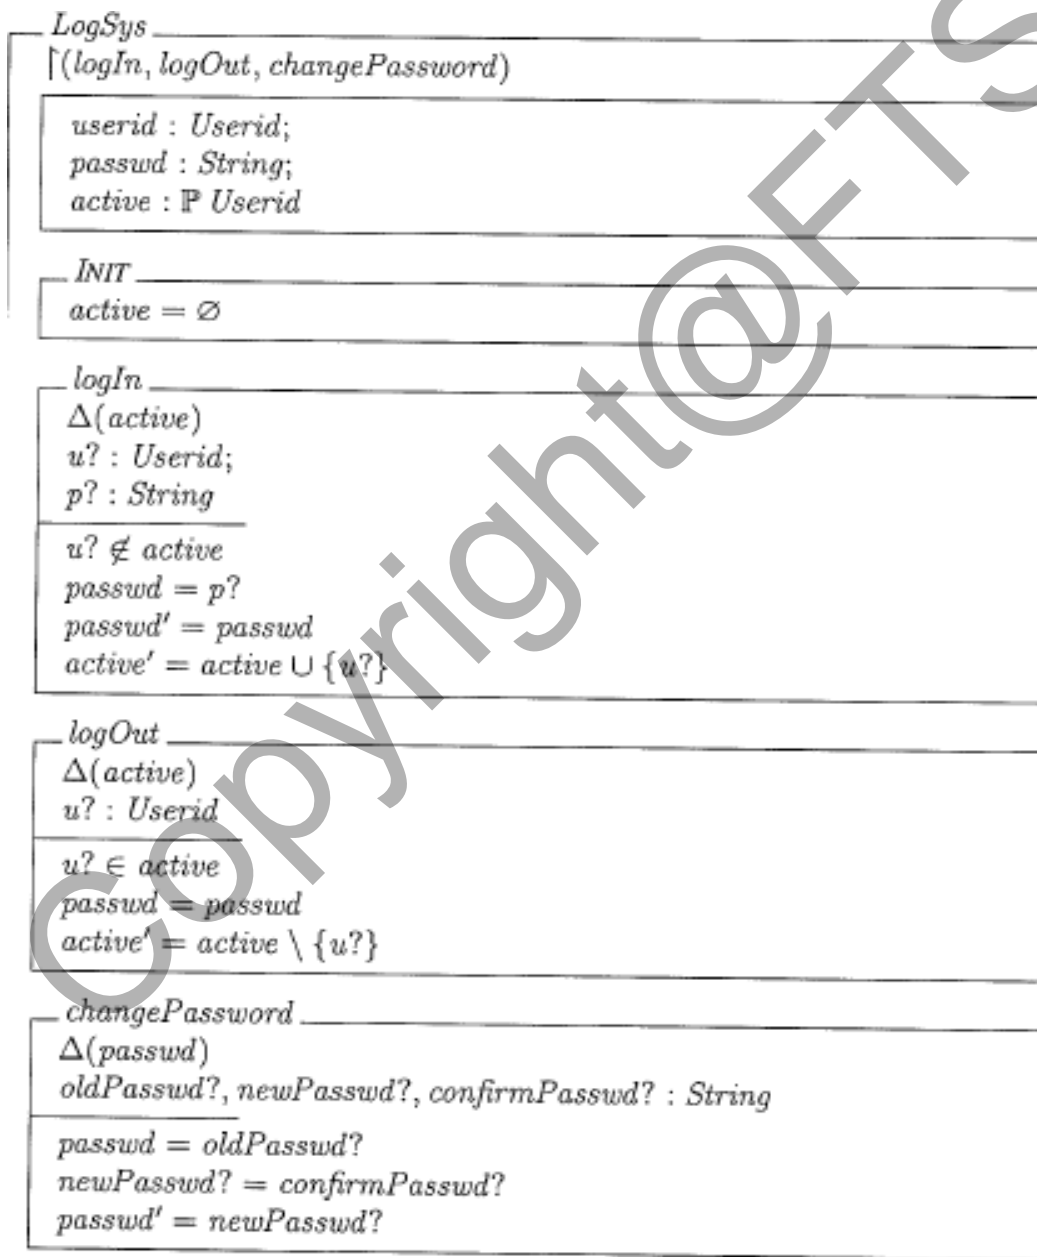 LogSys
↾(logIn, logOut, changePassword)
userid : Userid;
passwd : String;
active : ℙ Userid
INIT
active = ∅
logIn
Δ(active)
u? : Userid;
p? : String
u? ∉ active
passwd = p?
passwd′ = passwd
active′ = active ∪ {u?}
logOut
Δ(active)
u? : Userid
u? ∈ active
passwd = passwd
active′ = active \ {u?}
changePassword
Δ(passwd)
oldPasswd?, newPasswd?, confirmPasswd? : String
passwd = oldPasswd?
newPasswd? = confirmPasswd?
passwd′ = newPasswd?
Copyright@FTS